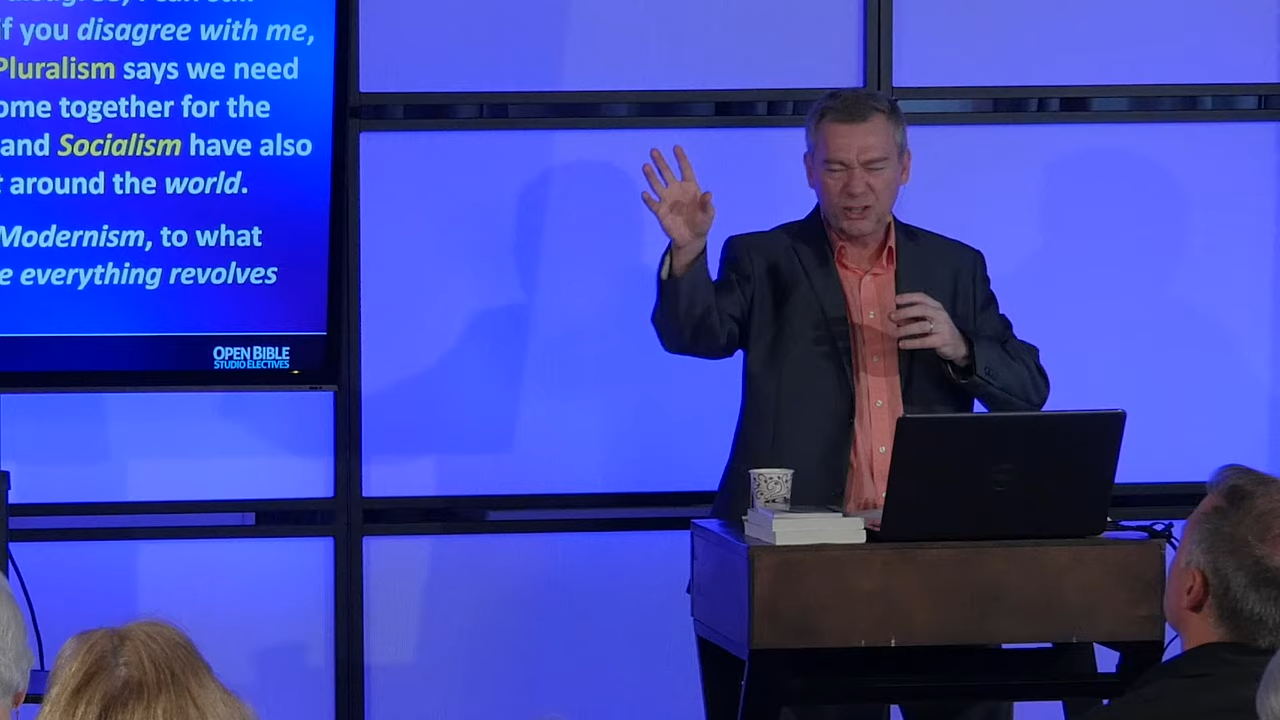 if you disagree with me,
Pluralism says we need
together for the
and Socialism have also
around the world.
Modernism, to what
everything revolves
OPEN BIBLE
STUDIO ELECTIVES